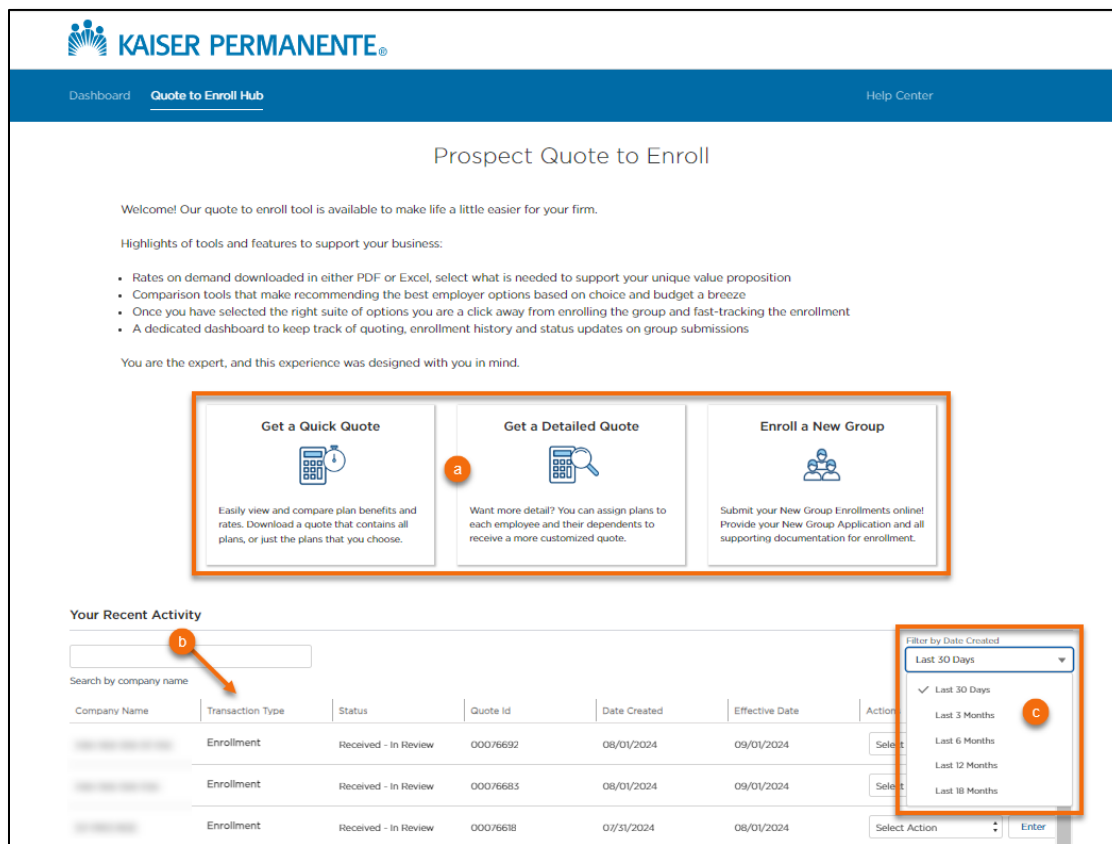 KAISER PERMANENTE®
Dashboard Quote to Enroll Hub Help Center
Prospect Quote to Enroll
Welcome! Our quote to enroll tool is available to make life a little easier for your firm.
Highlights of tools and features to support your business:
• Rates on demand downloaded in either PDF or Excel, select what is needed to support your unique value proposition
• Comparison tools that make recommending the best employer options based on choice and budget a breeze
• Once you have selected the right suite of options you are a click away from enrolling the group and fast-tracking the enrollment
• A dedicated dashboard to keep track of quoting, enrollment history and status updates on group submissions
You are the expert, and this experience was designed with you in mind.
Get a Quick Quote
Easily view and compare plan benefits and
rates. Download a quote that contains all
plans, or just the plans that you choose.
a
Get a Detailed Quote
Want more detail? You can assign plans to
each employee and their dependents to
receive a more customized quote.
Enroll a New Group
Submit your New Group Enrollments online!
Provide your New Group Application and all
supporting documentation for enrollment.
Your Recent Activity
b
Search by company name
Filter by Date Created
Last 30 Days
✓ Last 30 Days
Last 3 Months
c
Last 6 Months
Last 12 Months
Last 18 Months
Company Name Transaction Type Status Quote Id Date Created Effective Date Action
Enrollment Received - In Review 00076692 08/01/2024 09/01/2024 Select
Enrollment Received - In Review 00076683 08/01/2024 09/01/2024 Select
Enrollment Received - In Review 00076618 07/31/2024 08/01/2024 Select Action Enter